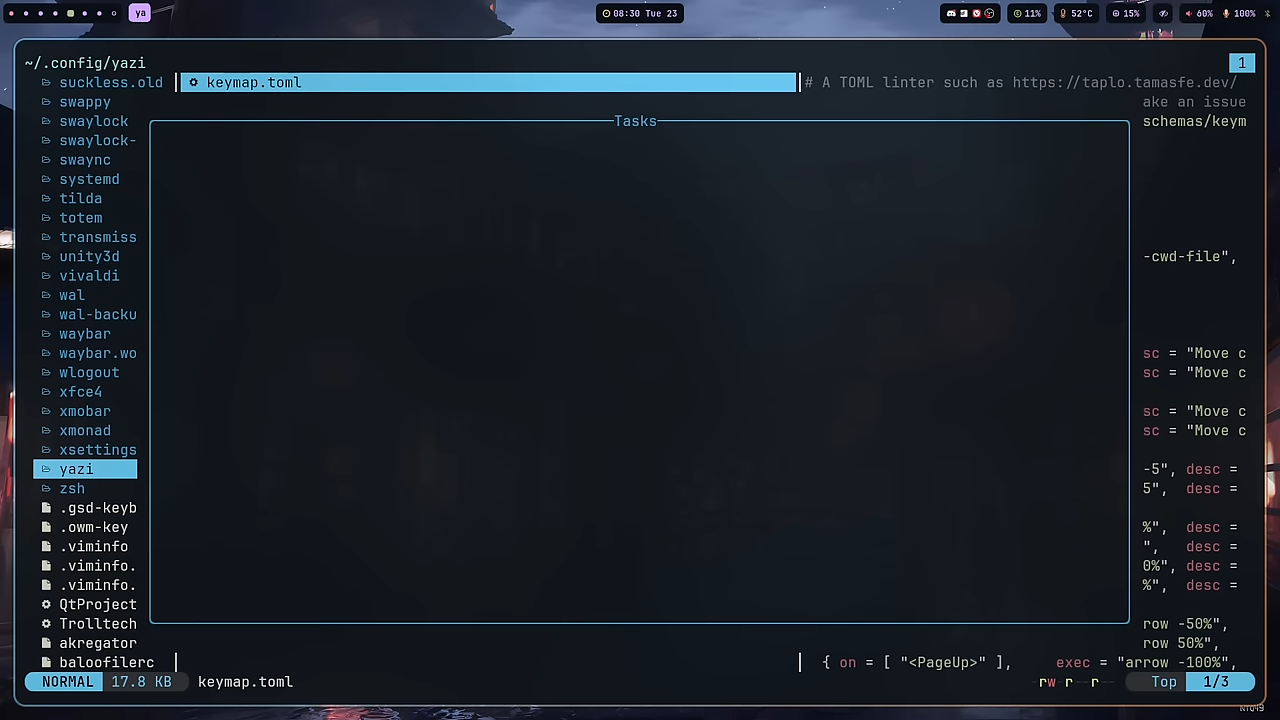 ya
08:30 Tue 23
11%
52°C
15%
60%
100%
~/.config/yazi
1
suckless.old
keymap.toml
# A TOML linter such as https://taplo.tamasfe.dev/
swappy
ake an issue
swaylock
Tasks
schemas/keym
swaylock-
swaync
systemd
tilda
totem
transmiss
unity3d
-cwd-file",
vivaldi
wal
wal-backu
waybar
waybar.wo
sc = "Move c
wlogout
sc = "Move c
xfce4
xmobar
sc = "Move c
xmonad
sc = "Move c
xsettings
yazi
-5", desc =
zsh
5", desc =
.gsd-keyb
.owm-key
%", desc =
.viminfo
", desc =
.viminfo.
0%", desc =
.viminfo.
%", desc =
QtProject
Trolltech
row -50%",
akregator
row 50%",
baloofilerc
{ on = [ "<PageUp>" ], exec = "arrow -100%",
NORMAL 17.8 KB keymap.toml
-rw-r--r--
Top 1/3